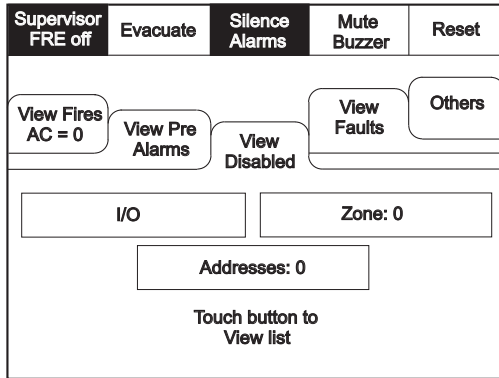 Supervisor
FRE off
Evacuate
Silence
Alarms
Mute
Buzzer
Reset
View Fires
AC = 0
View Pre
Alarms
View
Disabled
View
Faults
Others
I/O
Zone: 0
Addresses: 0
Touch button to
View list